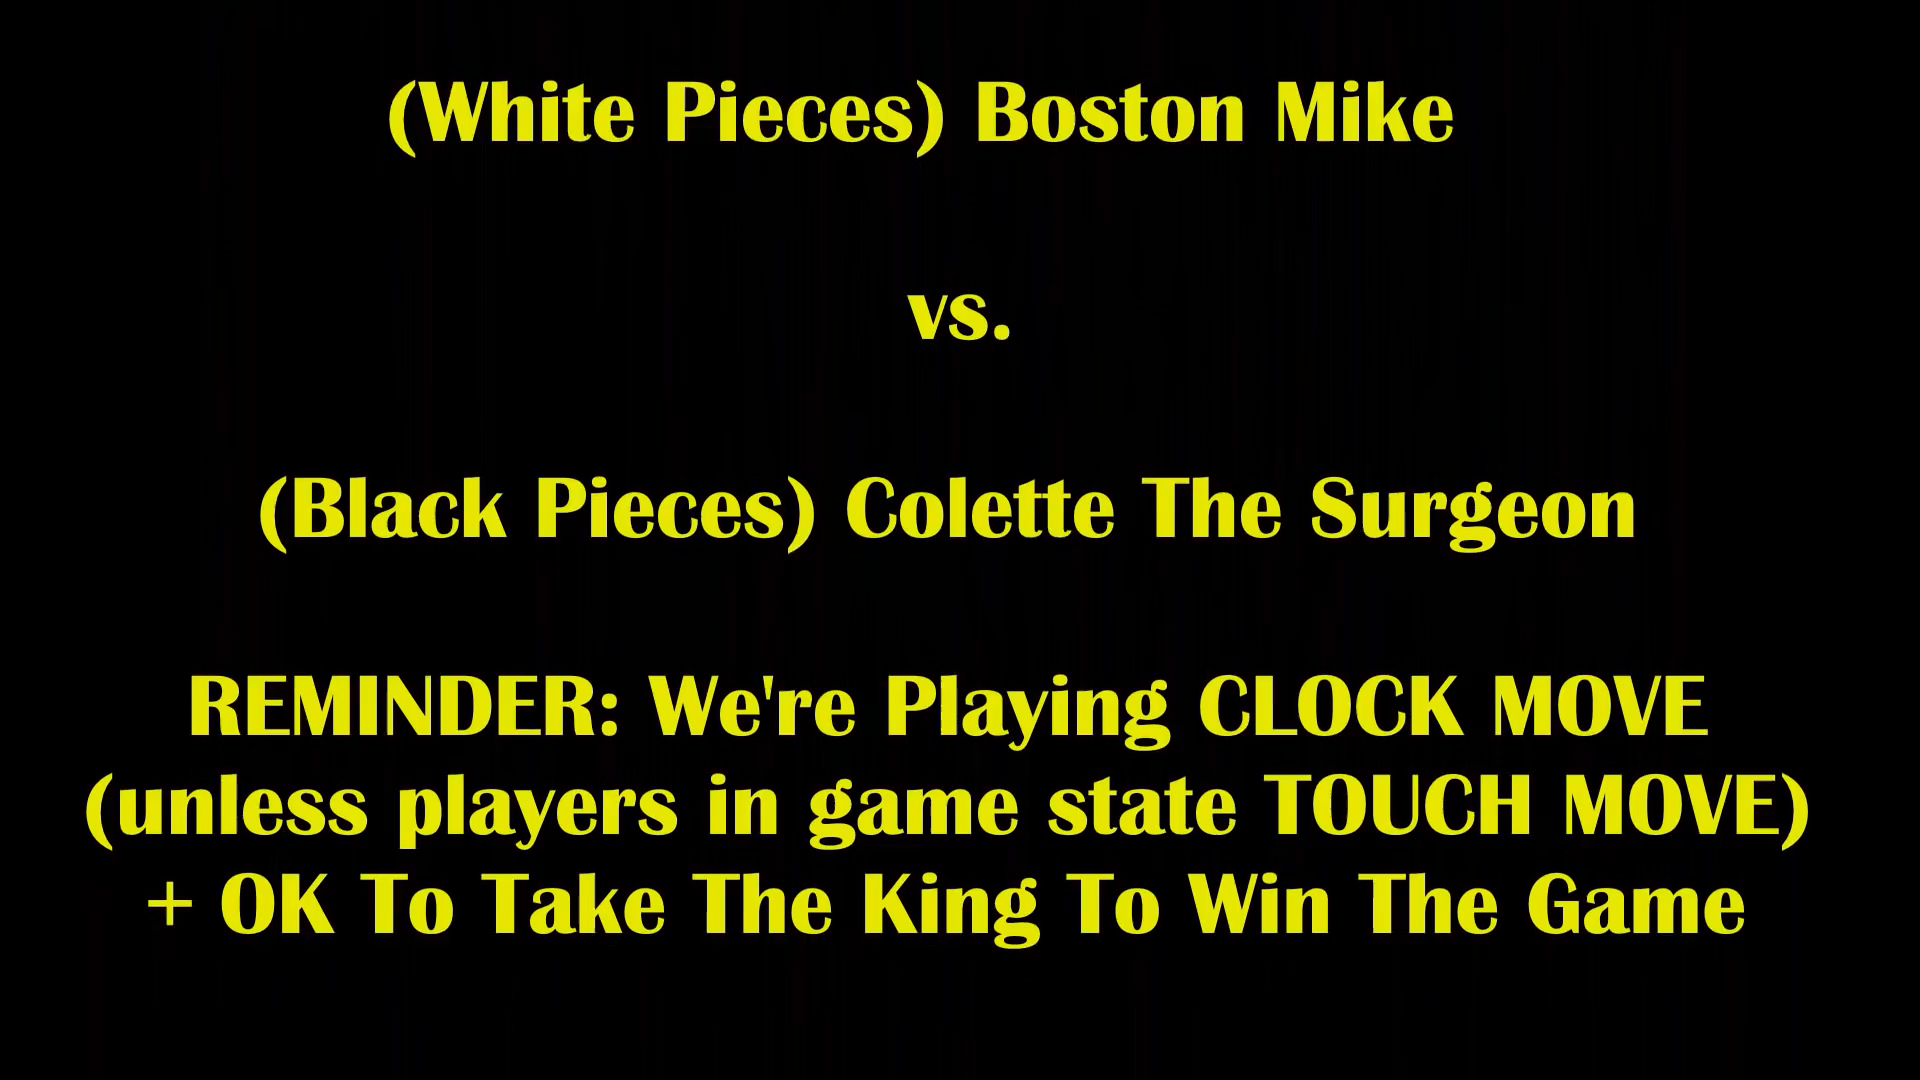 (White Pieces) Boston Mike
vs.
(Black Pieces) Colette The Surgeon
REMINDER: We're Playing CLOCK MOVE
(unless players in game state TOUCH MOVE)
+ OK To Take The King To Win The Game